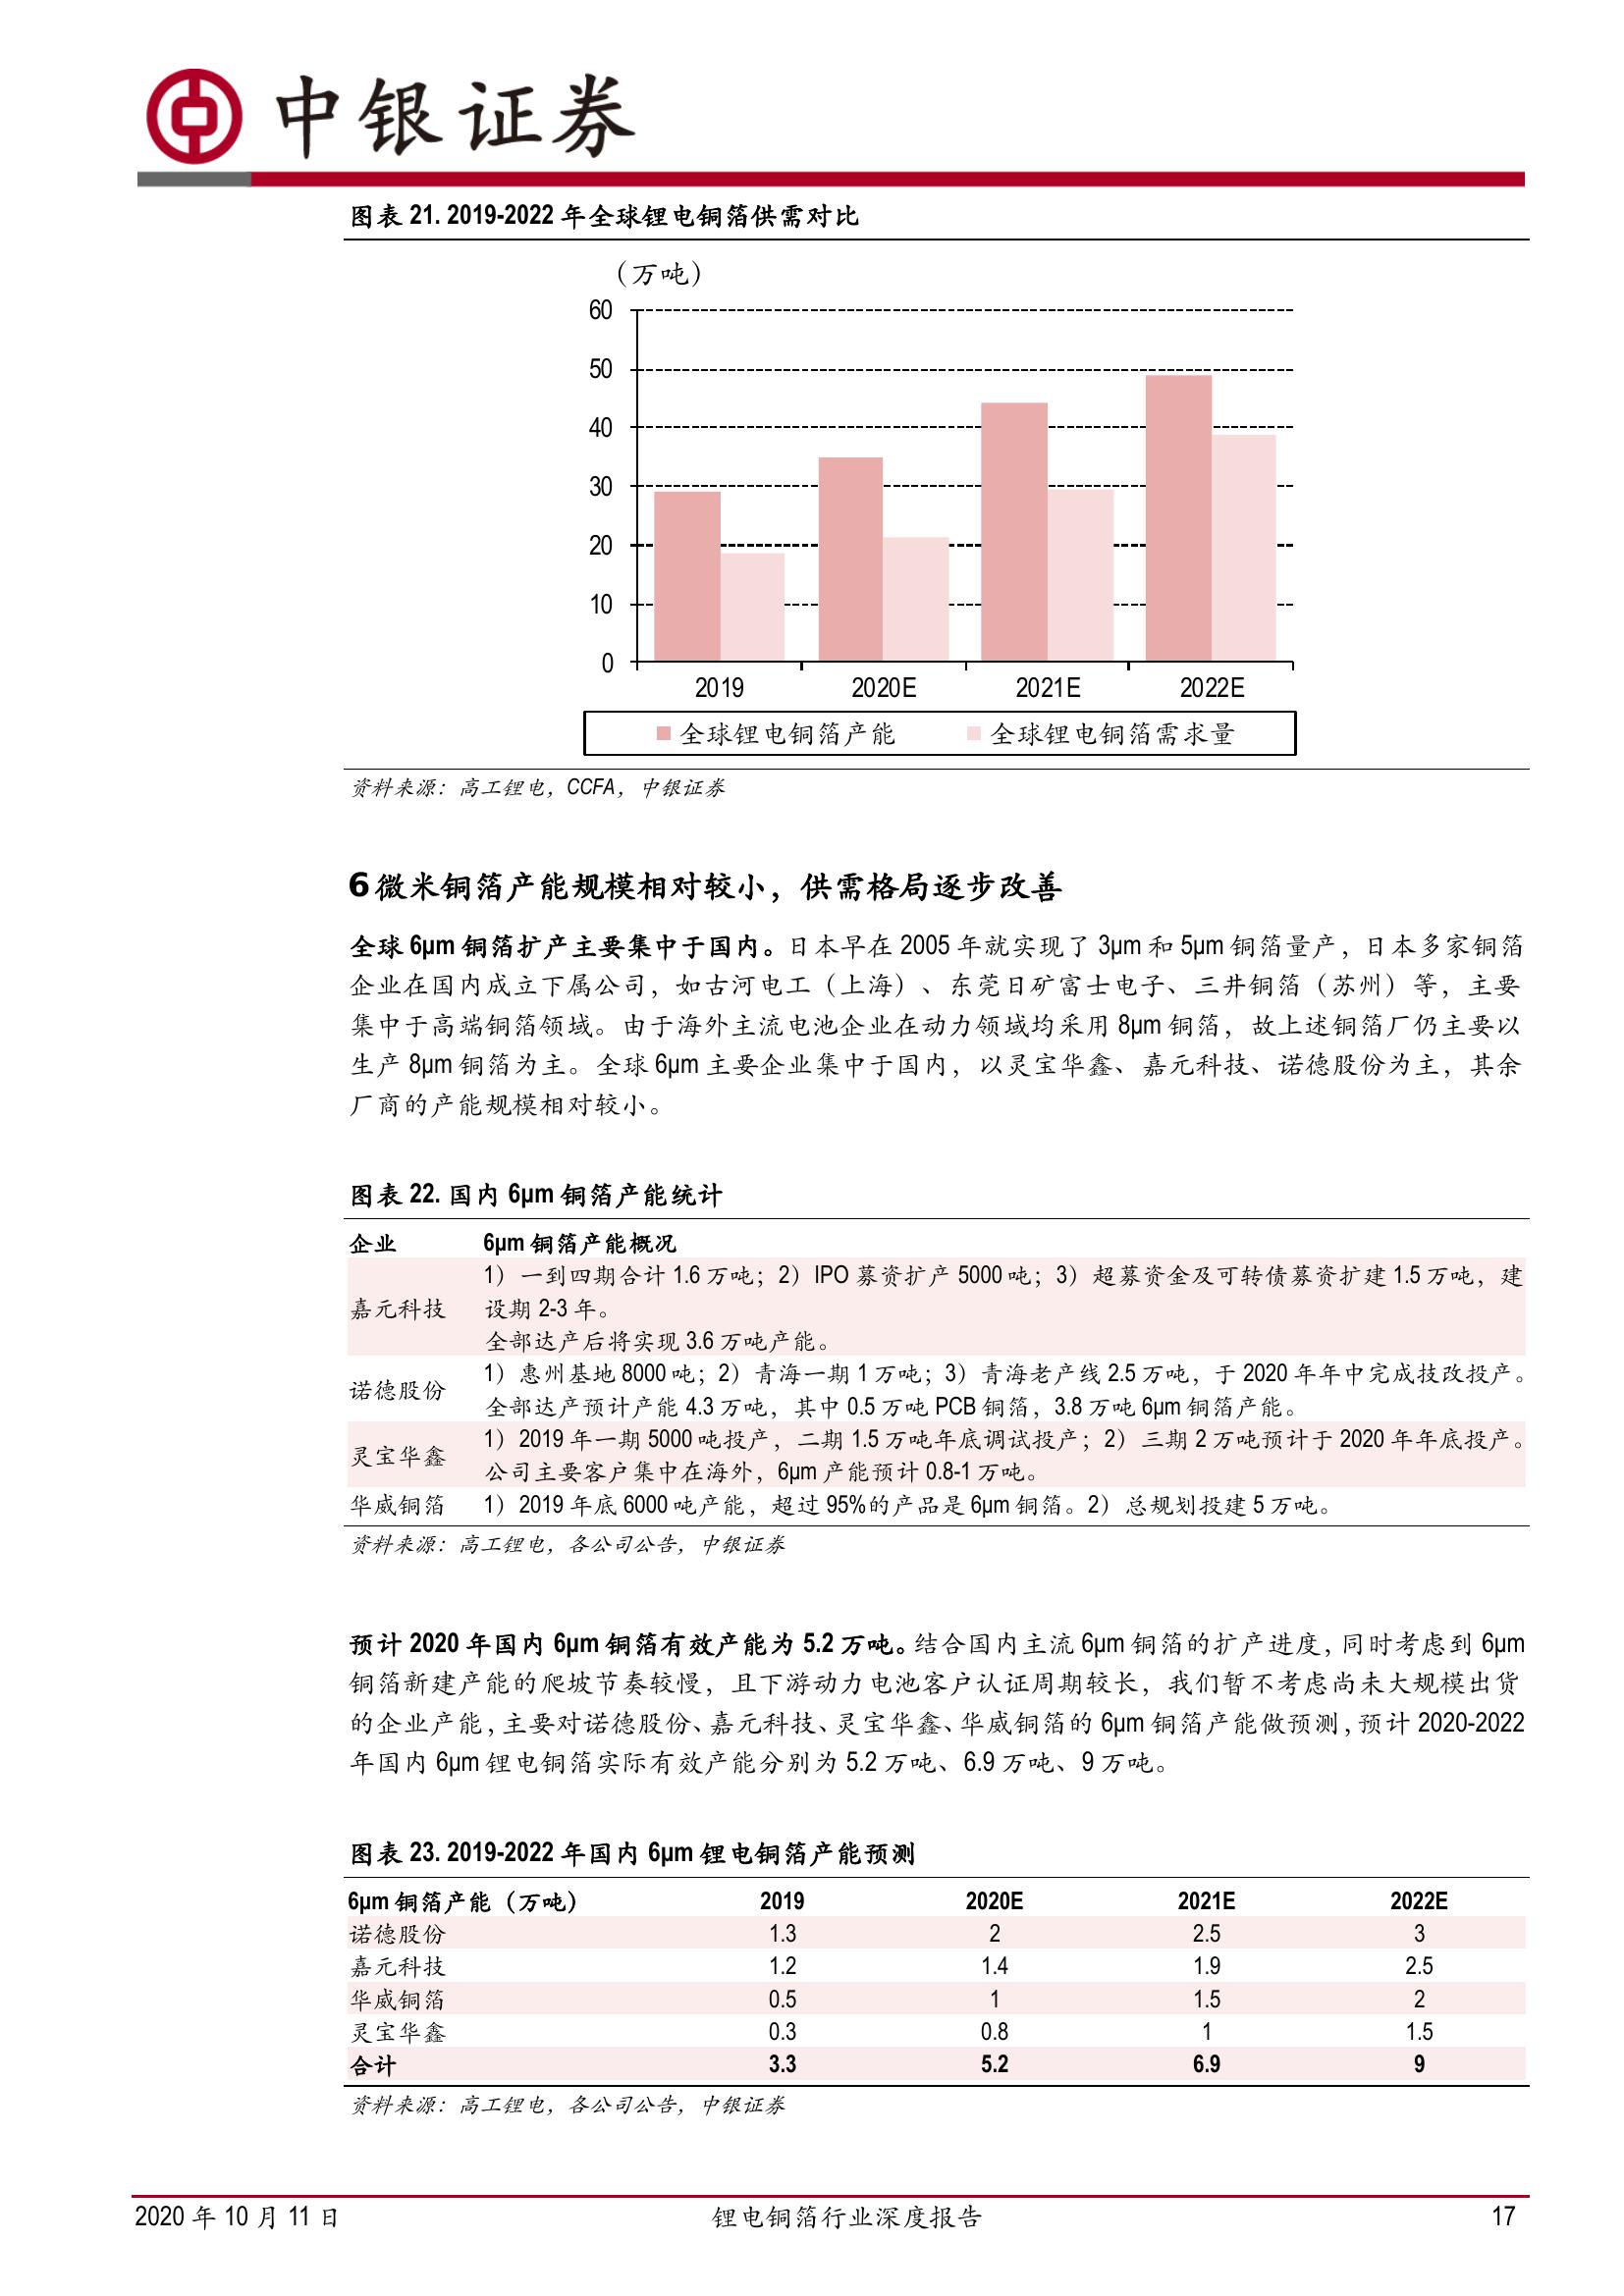 中银证券
图表 21. 2019-2022 年全球锂电铜箔供需对比
（万吨）
60
50
40
30
20
10
0
2019 2020E 2021E 2022E
全球锂电铜箔产能 全球锂电铜箔需求量
资料来源：高工锂电，CCFA，中银证券
6 微米铜箔产能规模相对较小，供需格局逐步改善
全球 6μm 铜箔扩产主要集中于国内。日本早在 2005 年就实现了 3μm 和 5μm 铜箔量产，日本多家铜箔
企业在国内成立下属公司，如古河电工（上海）、东莞日矿富士电子、三井铜箔（苏州）等，主要
集中于高端铜箔领域。由于海外主流电池企业在动力领域均采用 8μm 铜箔，故上述铜箔厂仍主要以
生产 8μm 铜箔为主。全球 6μm 主要企业集中于国内，以灵宝华鑫、嘉元科技、诺德股份为主，其余
厂商的产能规模相对较小。
图表 22. 国内 6μm 铜箔产能统计
企业 6μm 铜箔产能概况
1）一到四期合计 1.6 万吨；2）IPO 募资扩产 5000 吨；3）超募资金及可转债募资扩建 1.5 万吨，建
嘉元科技 设期 2-3 年。
全部达产后将实现 3.6 万吨产能。
诺德股份 1）惠州基地 8000 吨；2）青海一期 1 万吨；3）青海老产线 2.5 万吨，于 2020 年年中完成技改投产。
全部达产预计产能 4.3 万吨，其中 0.5 万吨 PCB 铜箔，3.8 万吨 6μm 铜箔产能。
灵宝华鑫 1）2019 年一期 5000 吨投产，二期 1.5 万吨年底调试投产；2）三期 2 万吨预计于 2020 年年底投产。
公司主要客户集中在海外，6μm 产能预计 0.8-1 万吨。
华威铜箔 1）2019 年底 6000 吨产能，超过 95%的产品是 6μm 铜箔。2）总规划投建 5 万吨。
资料来源：高工锂电，各公司公告，中银证券
预计 2020 年国内 6μm 铜箔有效产能为 5.2 万吨。结合国内主流 6μm 铜箔的扩产进度，同时考虑到 6μm
铜箔新建产能的爬坡节奏较慢，且下游动力电池客户认证周期较长，我们暂不考虑尚未大规模出货
的企业产能，主要对诺德股份、嘉元科技、灵宝华鑫、华威铜箔的 6μm 铜箔产能做预测，预计 2020-2022
年国内 6μm 锂电铜箔实际有效产能分别为 5.2 万吨、6.9 万吨、9 万吨。
图表 23. 2019-2022 年国内 6μm 锂电铜箔产能预测
6μm 铜箔产能（万吨） 2019 2020E 2021E 2022E
诺德股份 1.3 2 2.5 3
嘉元科技 1.2 1.4 1.9 2.5
华威铜箔 0.5 1 1.5 2
灵宝华鑫 0.3 0.8 1 1.5
合计 3.3 5.2 6.9 9
资料来源：高工锂电，各公司公告，中银证券
2020 年 10 月 11 日 锂电铜箔行业深度报告 17